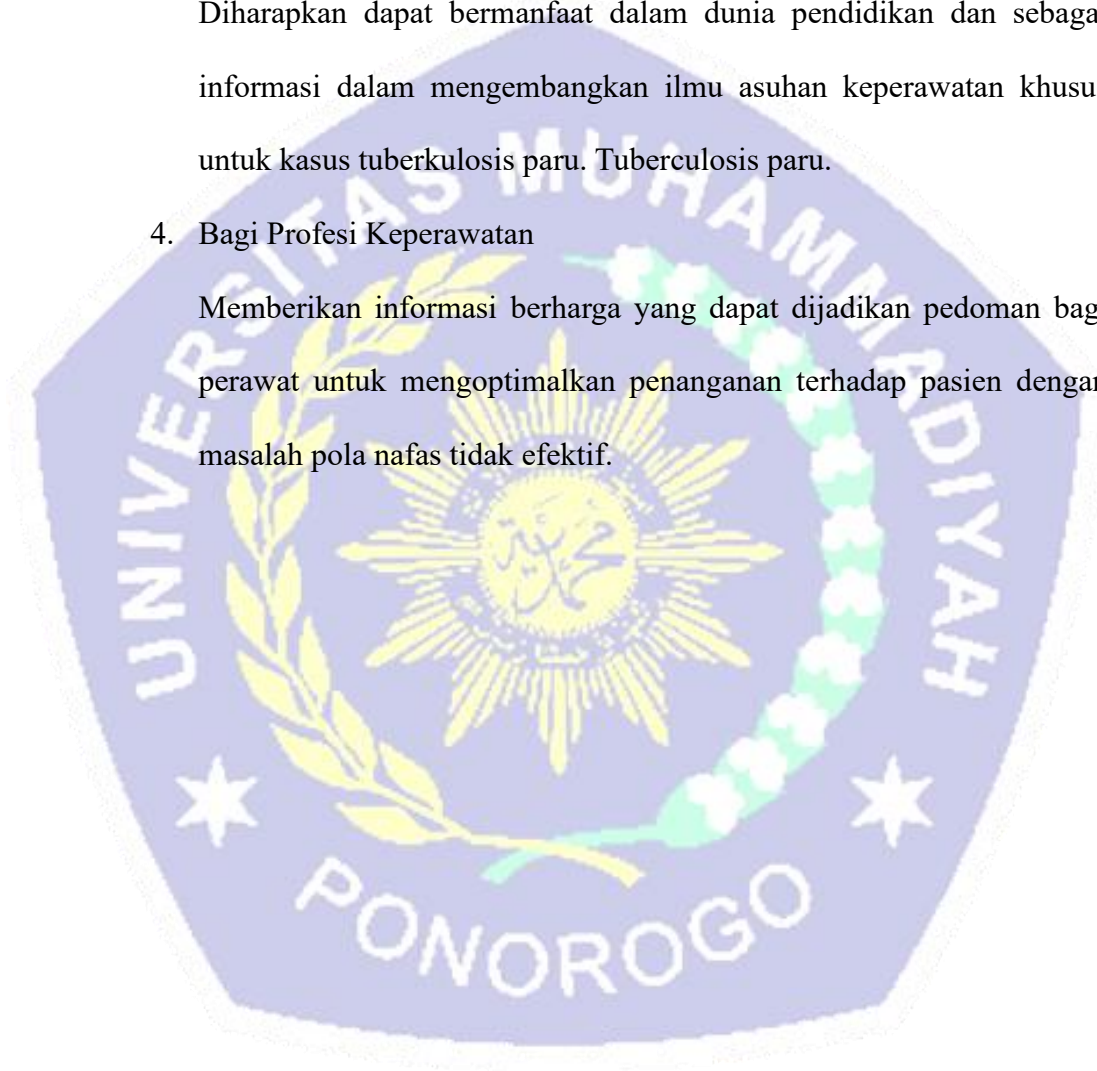 Diharapkan dapat bermanfaat dalam dunia pendidikan dan sebaga
informasi dalam mengembangkan ilmu asuhan keperawatan khusu
untuk kasus tuberkulosis paru. Tuberculosis paru.
4. Bagi Profesi Keperawatan
Memberikan informasi berharga yang dapat dijadikan pedoman bag
perawat untuk mengoptimalkan penanganan terhadap pasien dengan
masalah pola nafas tidak efektif.
UNIVERSITAS MUHAMMADIYAH
PONOROGO